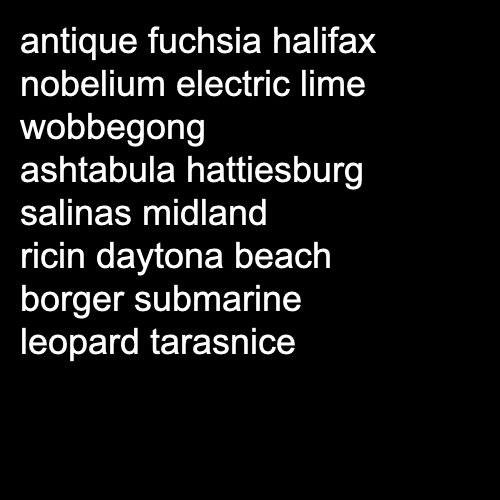 antique fuchsia halifax
nobelium electric lime
wobbegong
ashtabula hattiesburg
salinas midland
ricin daytona beach
borger submarine
leopard tarasnice